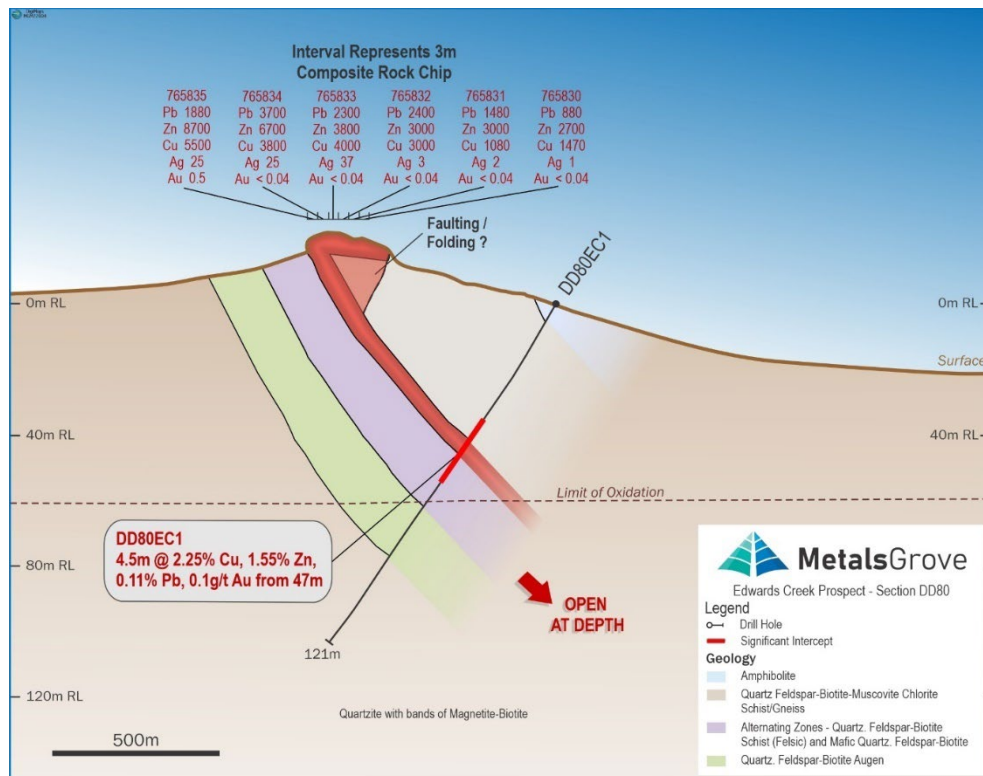 Interval Represents 3m
Composite Rock Chip
765835 765834 765833 765832 765831 765830
Pb 1880 Pb 3700 Pb 2300 Pb 2400 Pb 1480 Pb 880
Zn 8700 Zn 6700 Zn 3800 Zn 3000 Zn 3000 Zn 2700
Cu 5500 Cu 3800 Cu 4000 Cu 3000 Cu 1080 Cu 1470
Ag 25 Ag 25 Ag 37 Ag 3 Ag 2 Ag 1
Au 0.5 Au < 0.04 Au < 0.04 Au < 0.04 Au < 0.04 Au < 0.04
Faulting /
Folding ?
DD80EC1
0m RL
0m RL
Surface
40m RL
40m RL
Limit of Oxidation
DD80EC1
4.5m @ 2.25% Cu, 1.55% Zn,
0.11% Pb, 0.1g/t Au from 47m
80m RL
OPEN
AT DEPTH
121m
120m RL
Quartzite with bands of Magnetite-Biotite
500m
MetalsGrove
Edwards Creek Prospect - Section DD80
Legend
Drill Hole
Significant Intercept
Geology
Amphibolite
Quartz Feldspar-Biotite-Muscovite Chlorite
Schist/Gneiss
Alternating Zones - Quartz. Feldspar-Biotite
Schist (Felsic) and Mafic Quartz. Feldspar-Biotite
Quartz. Feldspar-Biotite Augen